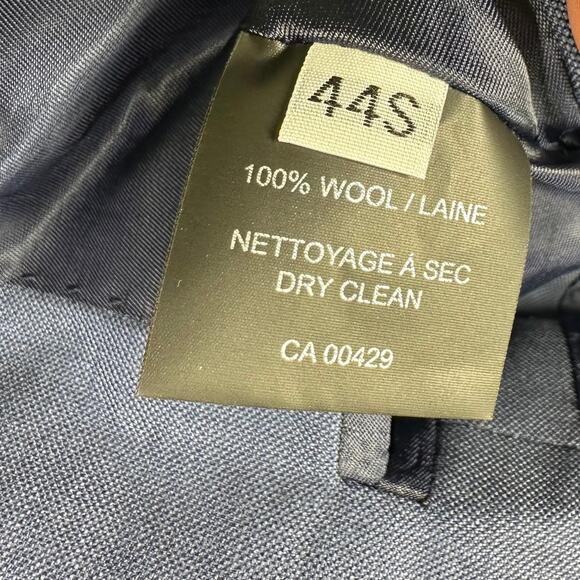 44S
100% WOOL / LAINE
NETTOYAGE À SEC
DRY CLEAN
CA 00429